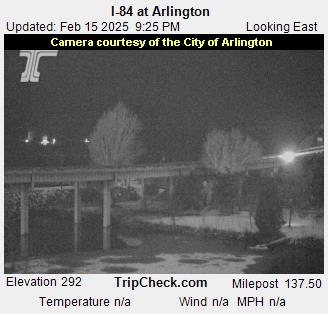 I-84 at Arlington
Updated: Feb 15 2025 9:25 PM Looking East
Camera courtesy of the City of Arlington
Elevation 292 TripCheck.com Milepost 137.50
Temperature n/a Wind n/a MPH n/a